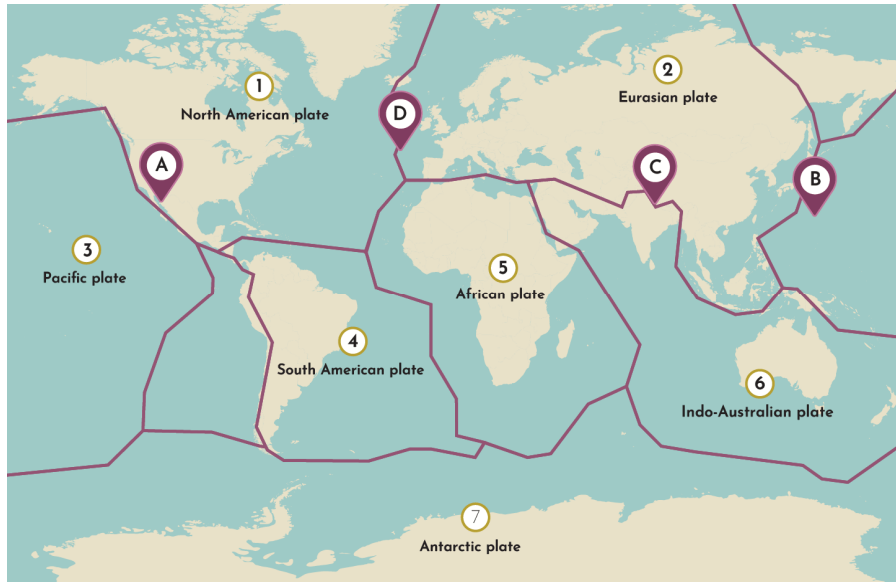 1
North American plate
2
Eurasian plate
D
A
C
B
3
Pacific plate
5
African plate
4
South American plate
6
Indo-Australian plate
7
Antarctic plate